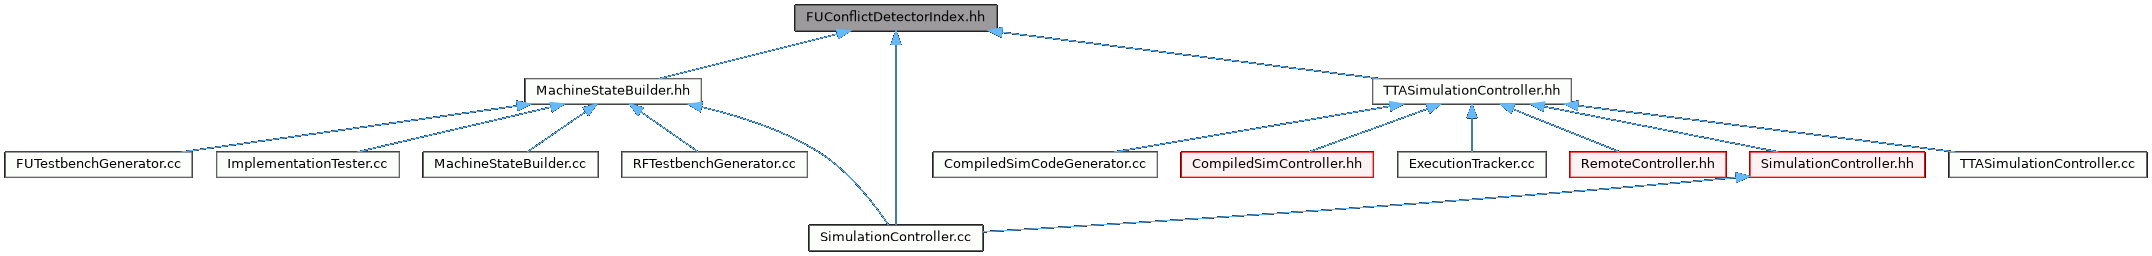 FUConflictDetectorIndex.hh
MachineStateBuilder.hh
TTASimulationController.hh
FUTestbenchGenerator.cc
ImplementationTester.cc
MachineStateBuilder.cc
RFTestbenchGenerator.cc
CompiledSimCodeGenerator.cc
CompiledSimController.hh
ExecutionTracker.cc
RemoteController.hh
SimulationController.hh
TTASimulationController.cc
SimulationController.cc